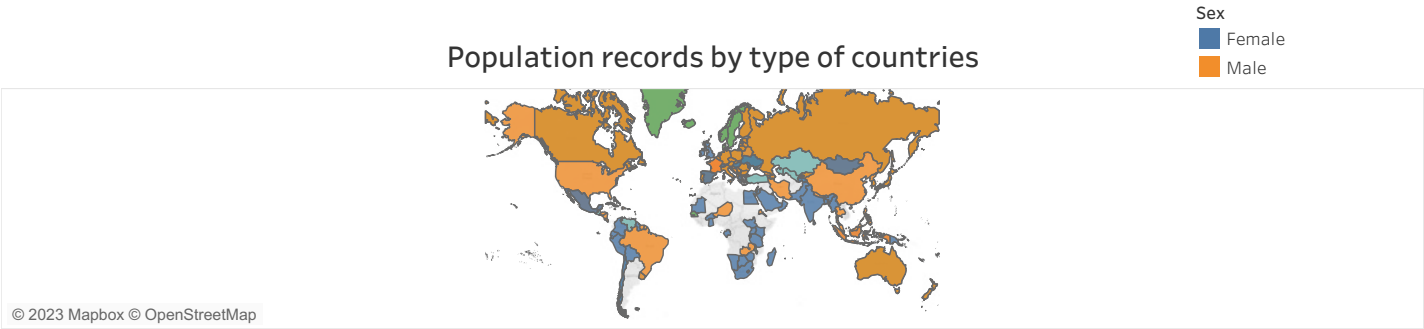 Sex
Female
Male
Population records by type of countries
© 2023 Mapbox © OpenStreetMap